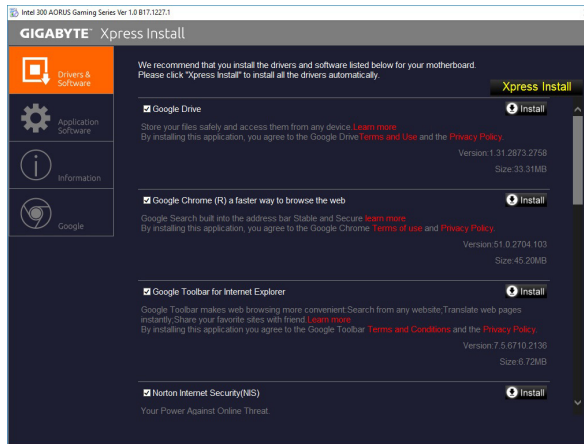 Intel 300 AORUS Gaming Series Ver 1.0 B17.1227.1
GIGABYTE™ Xpress Install
Drivers &
Software
Application
Software
Information
Google
We recommend that you install the drivers and software listed below for your motherboard.
Please click "Xpress Install" to install all the drivers automatically.
Xpress Install
Google Drive
Install
Store your files safely and access them from any device.Learn more
By installing this application, you agree to the Google DriveTerms and Use and the Privacy Policy.
Version:1.31.2873.2758
Size:33.31MB
Google Chrome (R) a faster way to browse the web
Install
Google Search built into the address bar Stable and Secure learn more
By installing this application, you agree to the Google Chrome Terms of use and Privacy Policy.
Version:51.0.2704.103
Size:45.20MB
Google Toolbar for Internet Explorer
Install
Google Toolbar makes web browsing more convenient:Search from any website;Translate web pages
instantly;Share your favorite sites with friend.Learn more
By installing this application you agree to the Google Toolbar Terms and Conditions and the Privacy Policy.
Version:7.5.6710.2136
Size:6.72MB
Norton Internet Security(NIS)
Install
Your Power Against Online Threat.